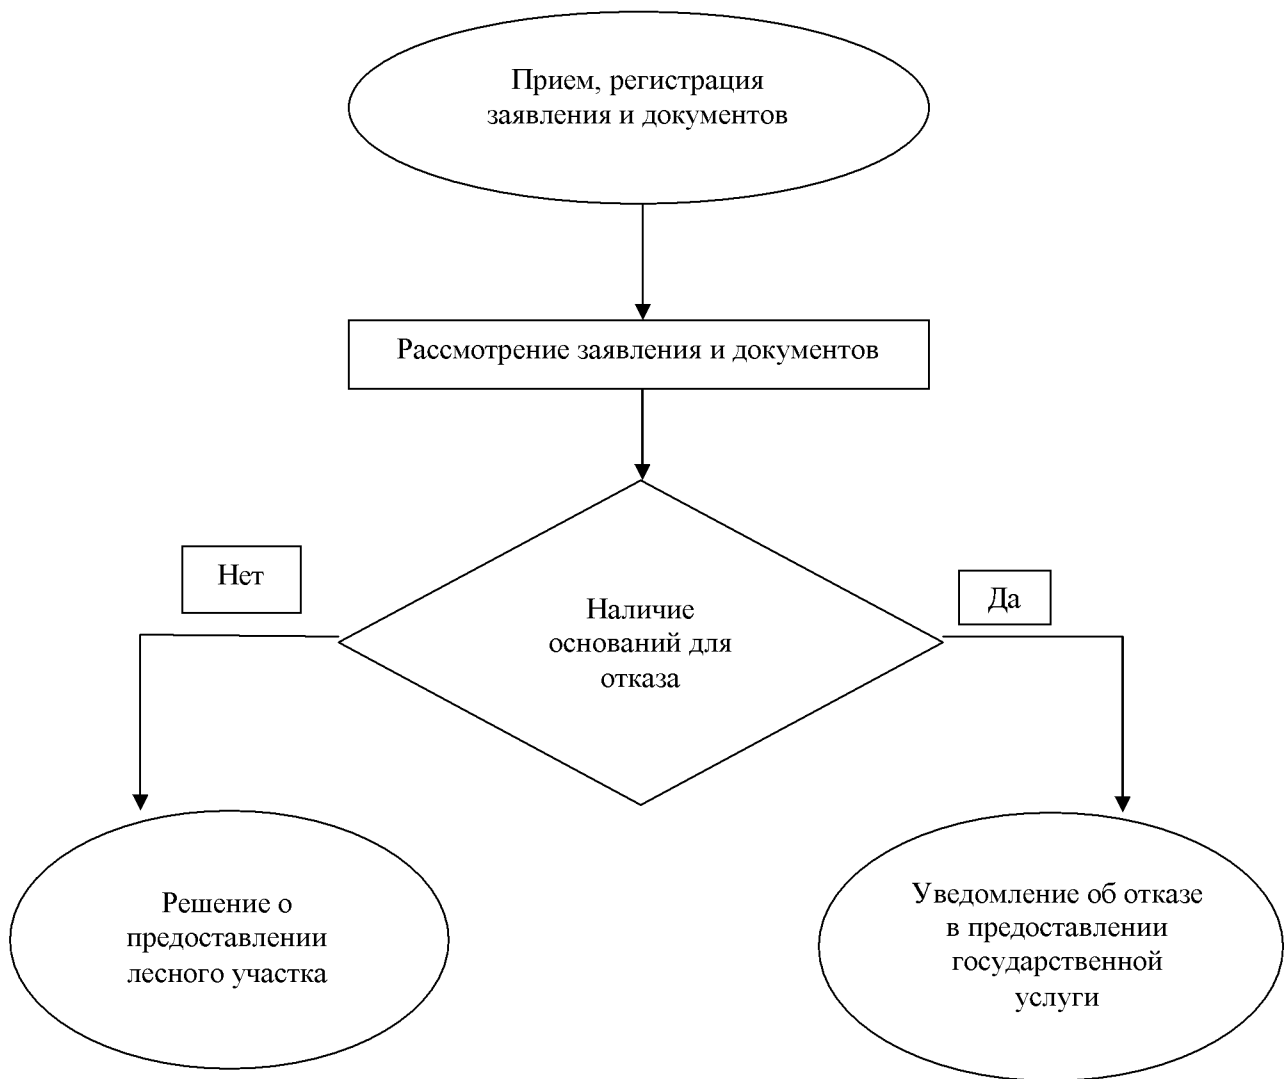 Прием, регистрация
заявления и документов
Рассмотрение заявления и документов
Нет
Да
Наличие
оснований для
отказа
Решение о
предоставлении
лесного участка
Уведомление об отказе
в предоставлении
государственной
услуги